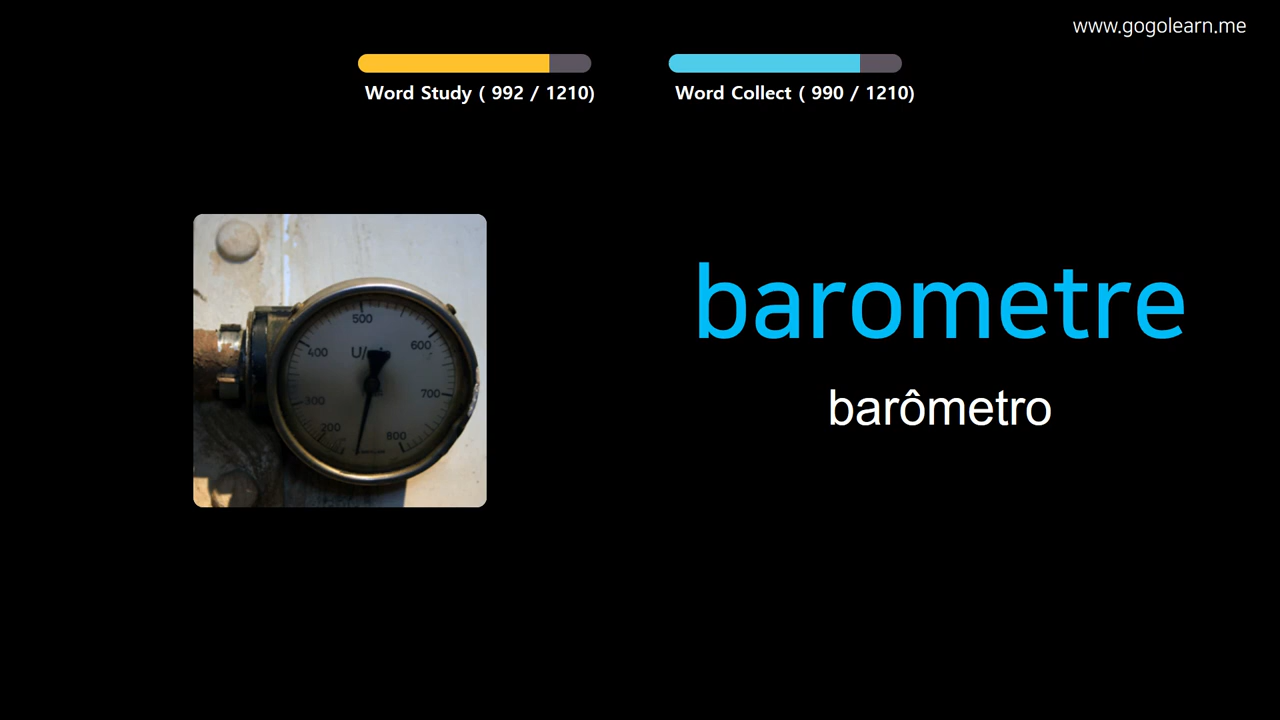 www.gogolearn.me
Word Study ( 992 / 1210)
Word Collect ( 990 / 1210)
500
400
600
300
700
200
800
barometre
barômetro